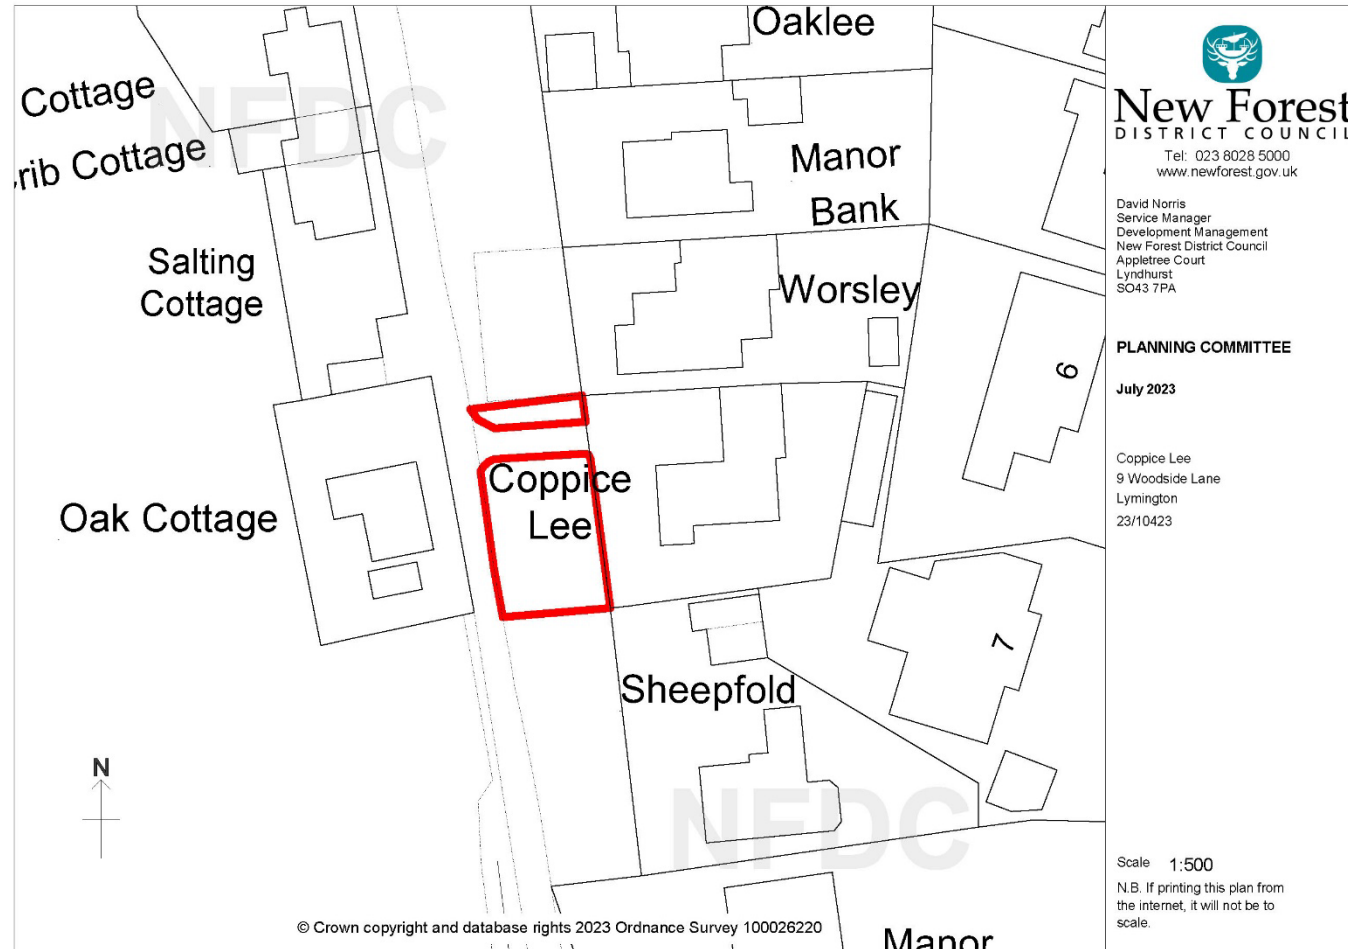 Oaklee
Cottage
NFDC
rib Cottage
Manor
Bank
Salting
Cottage
Worsley
6
Coppice
Lee
Oak Cottage
7
Sheepfold
N
NFDC
© Crown copyright and database rights 2023 Ordnance Survey 100026220
Manor
New Forest
DISTRICT COUNCIL
Tel: 023 8028 5000
www.newforest.gov.uk
David Norris
Service Manager
Development Management
New Forest District Council
Appletree Court
Lyndhurst
SO43 7PA
PLANNING COMMITTEE
July 2023
Coppice Lee
9 Woodside Lane
Lymington
23/10423
Scale 1:500
N.B. If printing this plan from
the internet, it will not be to
scale.